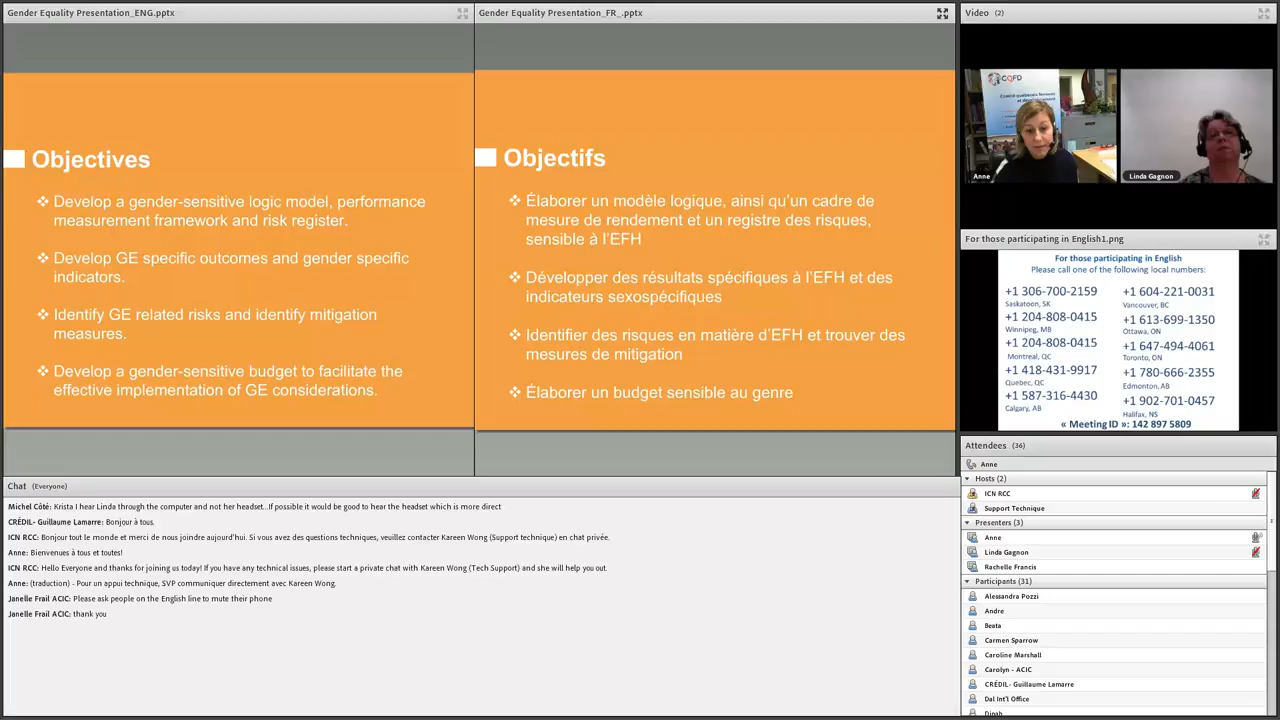 Gender Equality Presentation_ENG.pptx
Objectives
❖ Develop a gender-sensitive logic model, performance
measurement framework and risk register.
❖ Develop GE specific outcomes and gender specific
indicators.
❖ Identify GE related risks and identify mitigation
measures.
❖ Develop a gender-sensitive budget to facilitate the
effective implementation of GE considerations.
Gender Equality Presentation_FR_.pptx
Objectifs
❖ Élaborer un modèle logique, ainsi qu'un cadre de
mesure de rendement et un registre des risques,
sensible à l'EFH
❖ Développer des résultats spécifiques à l'EFH et des
indicateurs sexospécifiques
❖ Identifier des risques en matière d'EFH et trouver des
mesures de mitigation
❖ Élaborer un budget sensible au genre
Video (2)
Anne
Linda Gagnon
For those participating in English1.png
For those participating in English
Please call one of the following local numbers:
+1 306-700-2159
Saskatoon, SK
+1 204-808-0415
Winnipeg, MB
+1 204-808-0415
Montreal, QC
+1 418-431-9917
Quebec, QC
+1 587-316-4430
Calgary, AB
+1 604-221-0031
Vancouver, BC
+1 613-699-1350
Ottawa, ON
+1 647-494-4061
Toronto, ON
+1 780-666-2355
Edmonton, AB
+1 902-701-0457
Halifax, NS
« Meeting ID »: 142 897 5809
Chat (Everyone)
Michel Côté: Krista I hear Linda through the computer and not her headset...If possible it would be good to hear the headset which is more direct
CRÉDIL- Guillaume Lamarre: Bonjour à tous.
ICN RCC: Bonjour tout le monde et merci de nous joindre aujourd'hui. Si vous avez des questions techniques, veuillez contacter Kareen Wong (Support technique) en chat privée.
Anne: Bienvenues à tous et toutes!
ICN RCC: Hello Everyone and thanks for joining us today! If you have any technical issues, please start a private chat with Kareen Wong (Tech Support) and she will help you out.
Anne: (traduction) - Pour un appui technique, SVP communiquer directement avec Kareen Wong.
Janelle Frail ACIC: Please ask people on the English line to mute their phone
Janelle Frail ACIC: thank you
Attendees (36)
Anne
Hosts (2)
ICN RCC
Support Technique
Presenters (3)
Anne
Linda Gagnon
Rachelle Francis
Participants (31)
Alessandra Pozzi
Andre
Beata
Carmen Sparrow
Caroline Marshall
Carolyn - ACIC
CRÉDIL- Guillaume Lamarre
Dal Int'l Office